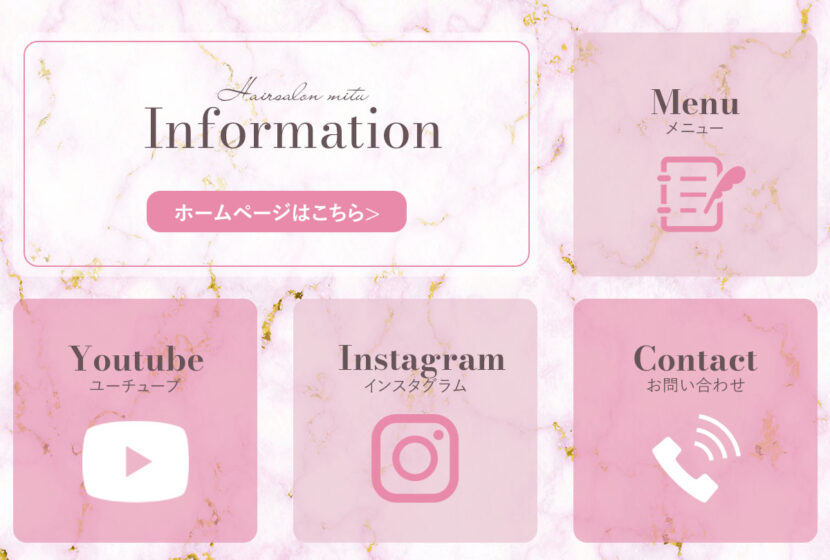 Hairsalon mitu
Information
ホームページはこちら>
Menu
メニュー
Youtube
ユーチューブ
Instagram
インスタグラム
Contact
お問い合わせ